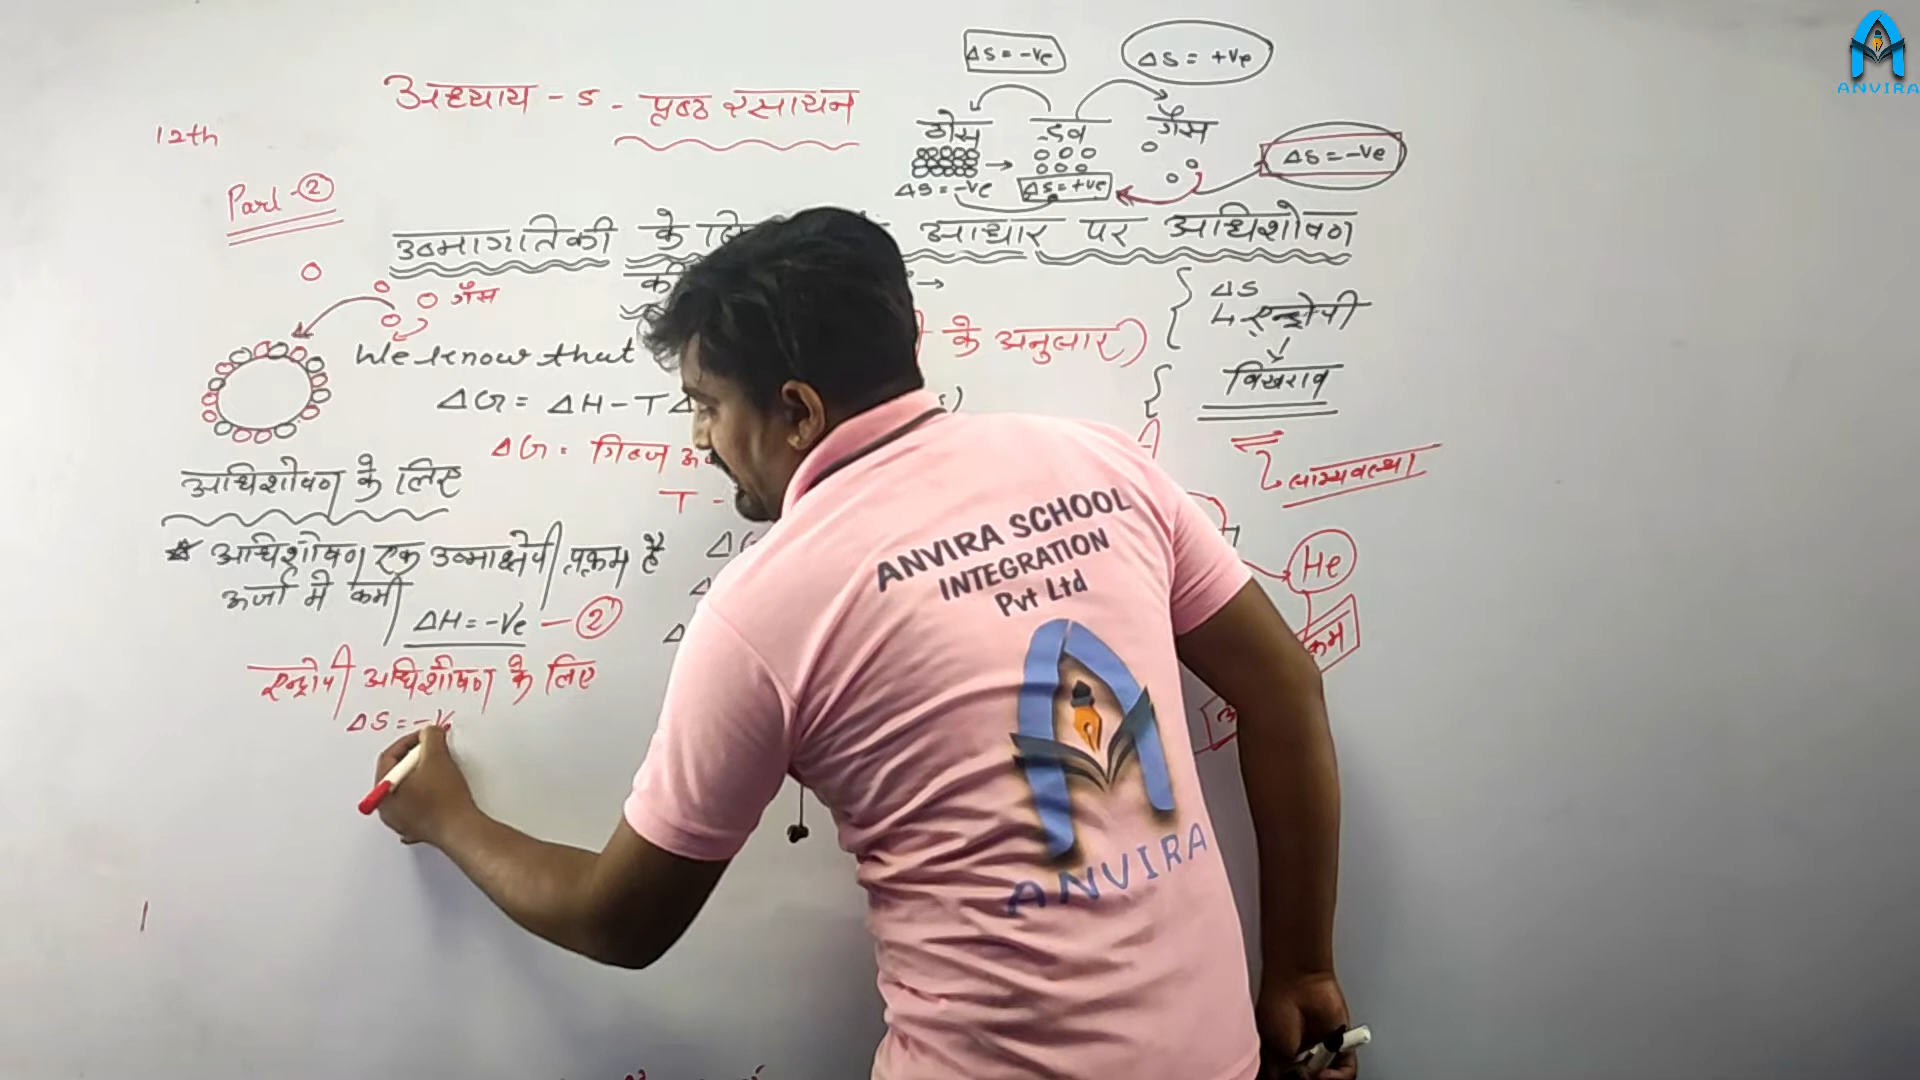 ΔS = -Ve
ΔS = +Ve
अध्याय - 5 - पृष्ठ रसायन
12th
ठोस द्रव गैस
ΔS = -Ve
ΔS = -Ve ΔS = +Ve
Part - 2
उष्मागतिकी के आधार पर अधिशोषण
की →
गैस
ΔS
↳ एन्ट्रोपी
We know that के अनुसार)
बिखराव
ΔG = ΔH - TΔ
ΔG = गिब्ज
साम्यवस्था
अधिशोषण के लिए
T -
* अधिशोषण एक उष्माक्षेपी प्रक्रम है
He
ऊर्जा में कमी
ΔH = -Ve — 2
कम
एन्ट्रोपी अधिशोषण के लिए
ΔS = -Ve
ANVIRA SCHOOL
INTEGRATION
Pvt Ltd
ANVIRA
ANVIRA